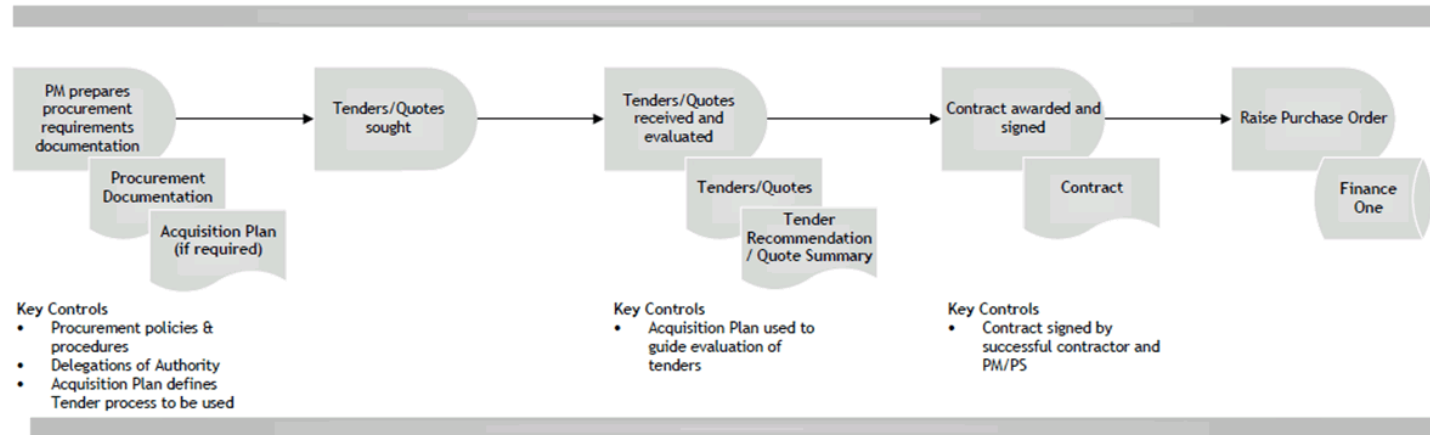 PM prepares
procurement
requirements
documentation
Tenders/Quotes
sought
Tenders/Quotes
received and
evaluated
Contract awarded and
signed
Raise Purchase Order
Procurement
Documentation
Acquisition Plan
(if required)
Tenders/Quotes
Tender
Recommendation
/ Quote Summary
Contract
Finance
One
Key Controls
• Procurement policies &
procedures
• Delegations of Authority
• Acquisition Plan defines
Tender process to be used
Key Controls
• Acquisition Plan used to
guide evaluation of
tenders
Key Controls
• Contract signed by
successful contractor and
PM/PS